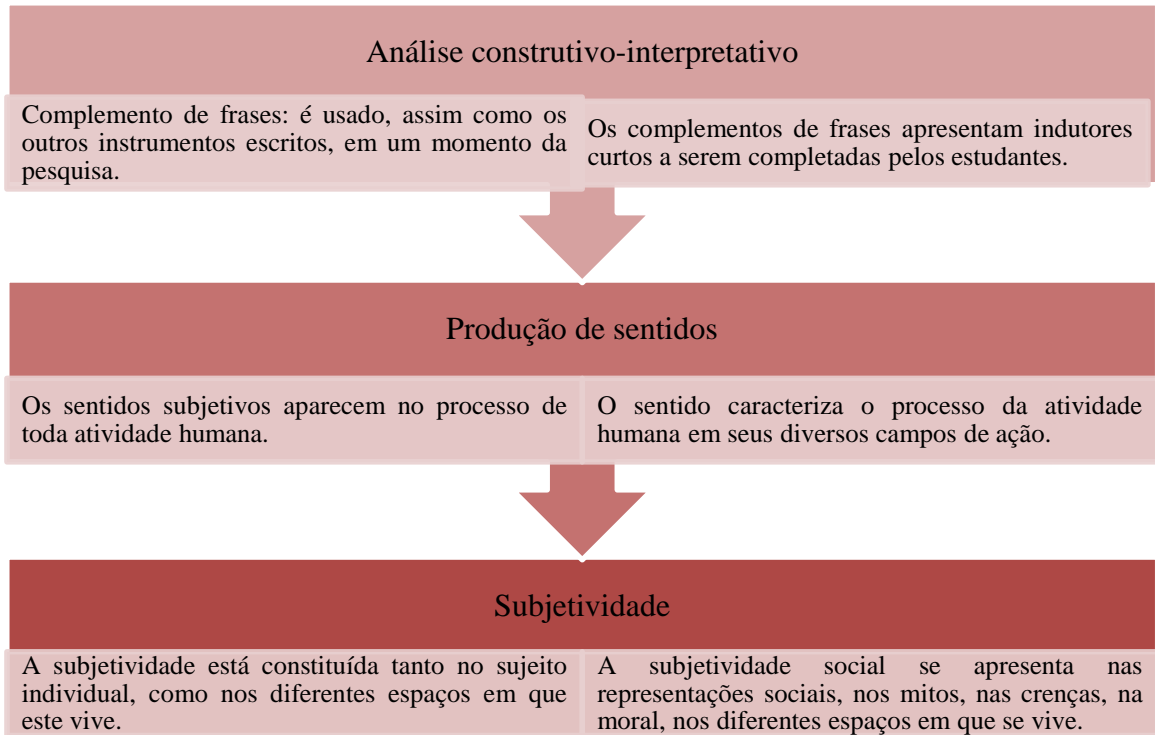 Análise construtivo-interpretativo
Complemento de frases: é usado, assim como os
outros instrumentos escritos, em um momento da
pesquisa.
Os complementos de frases apresentam indutores
curtos a serem completadas pelos estudantes.
Produção de sentidos
Os sentidos subjetivos aparecem no processo de
toda atividade humana.
O sentido caracteriza o processo da atividade
humana em seus diversos campos de ação.
Subjetividade
A subjetividade está constituída tanto no sujeito
individual, como nos diferentes espaços em que
este vive.
A subjetividade social se apresenta nas
representações sociais, nos mitos, nas crenças, na
moral, nos diferentes espaços em que se vive.